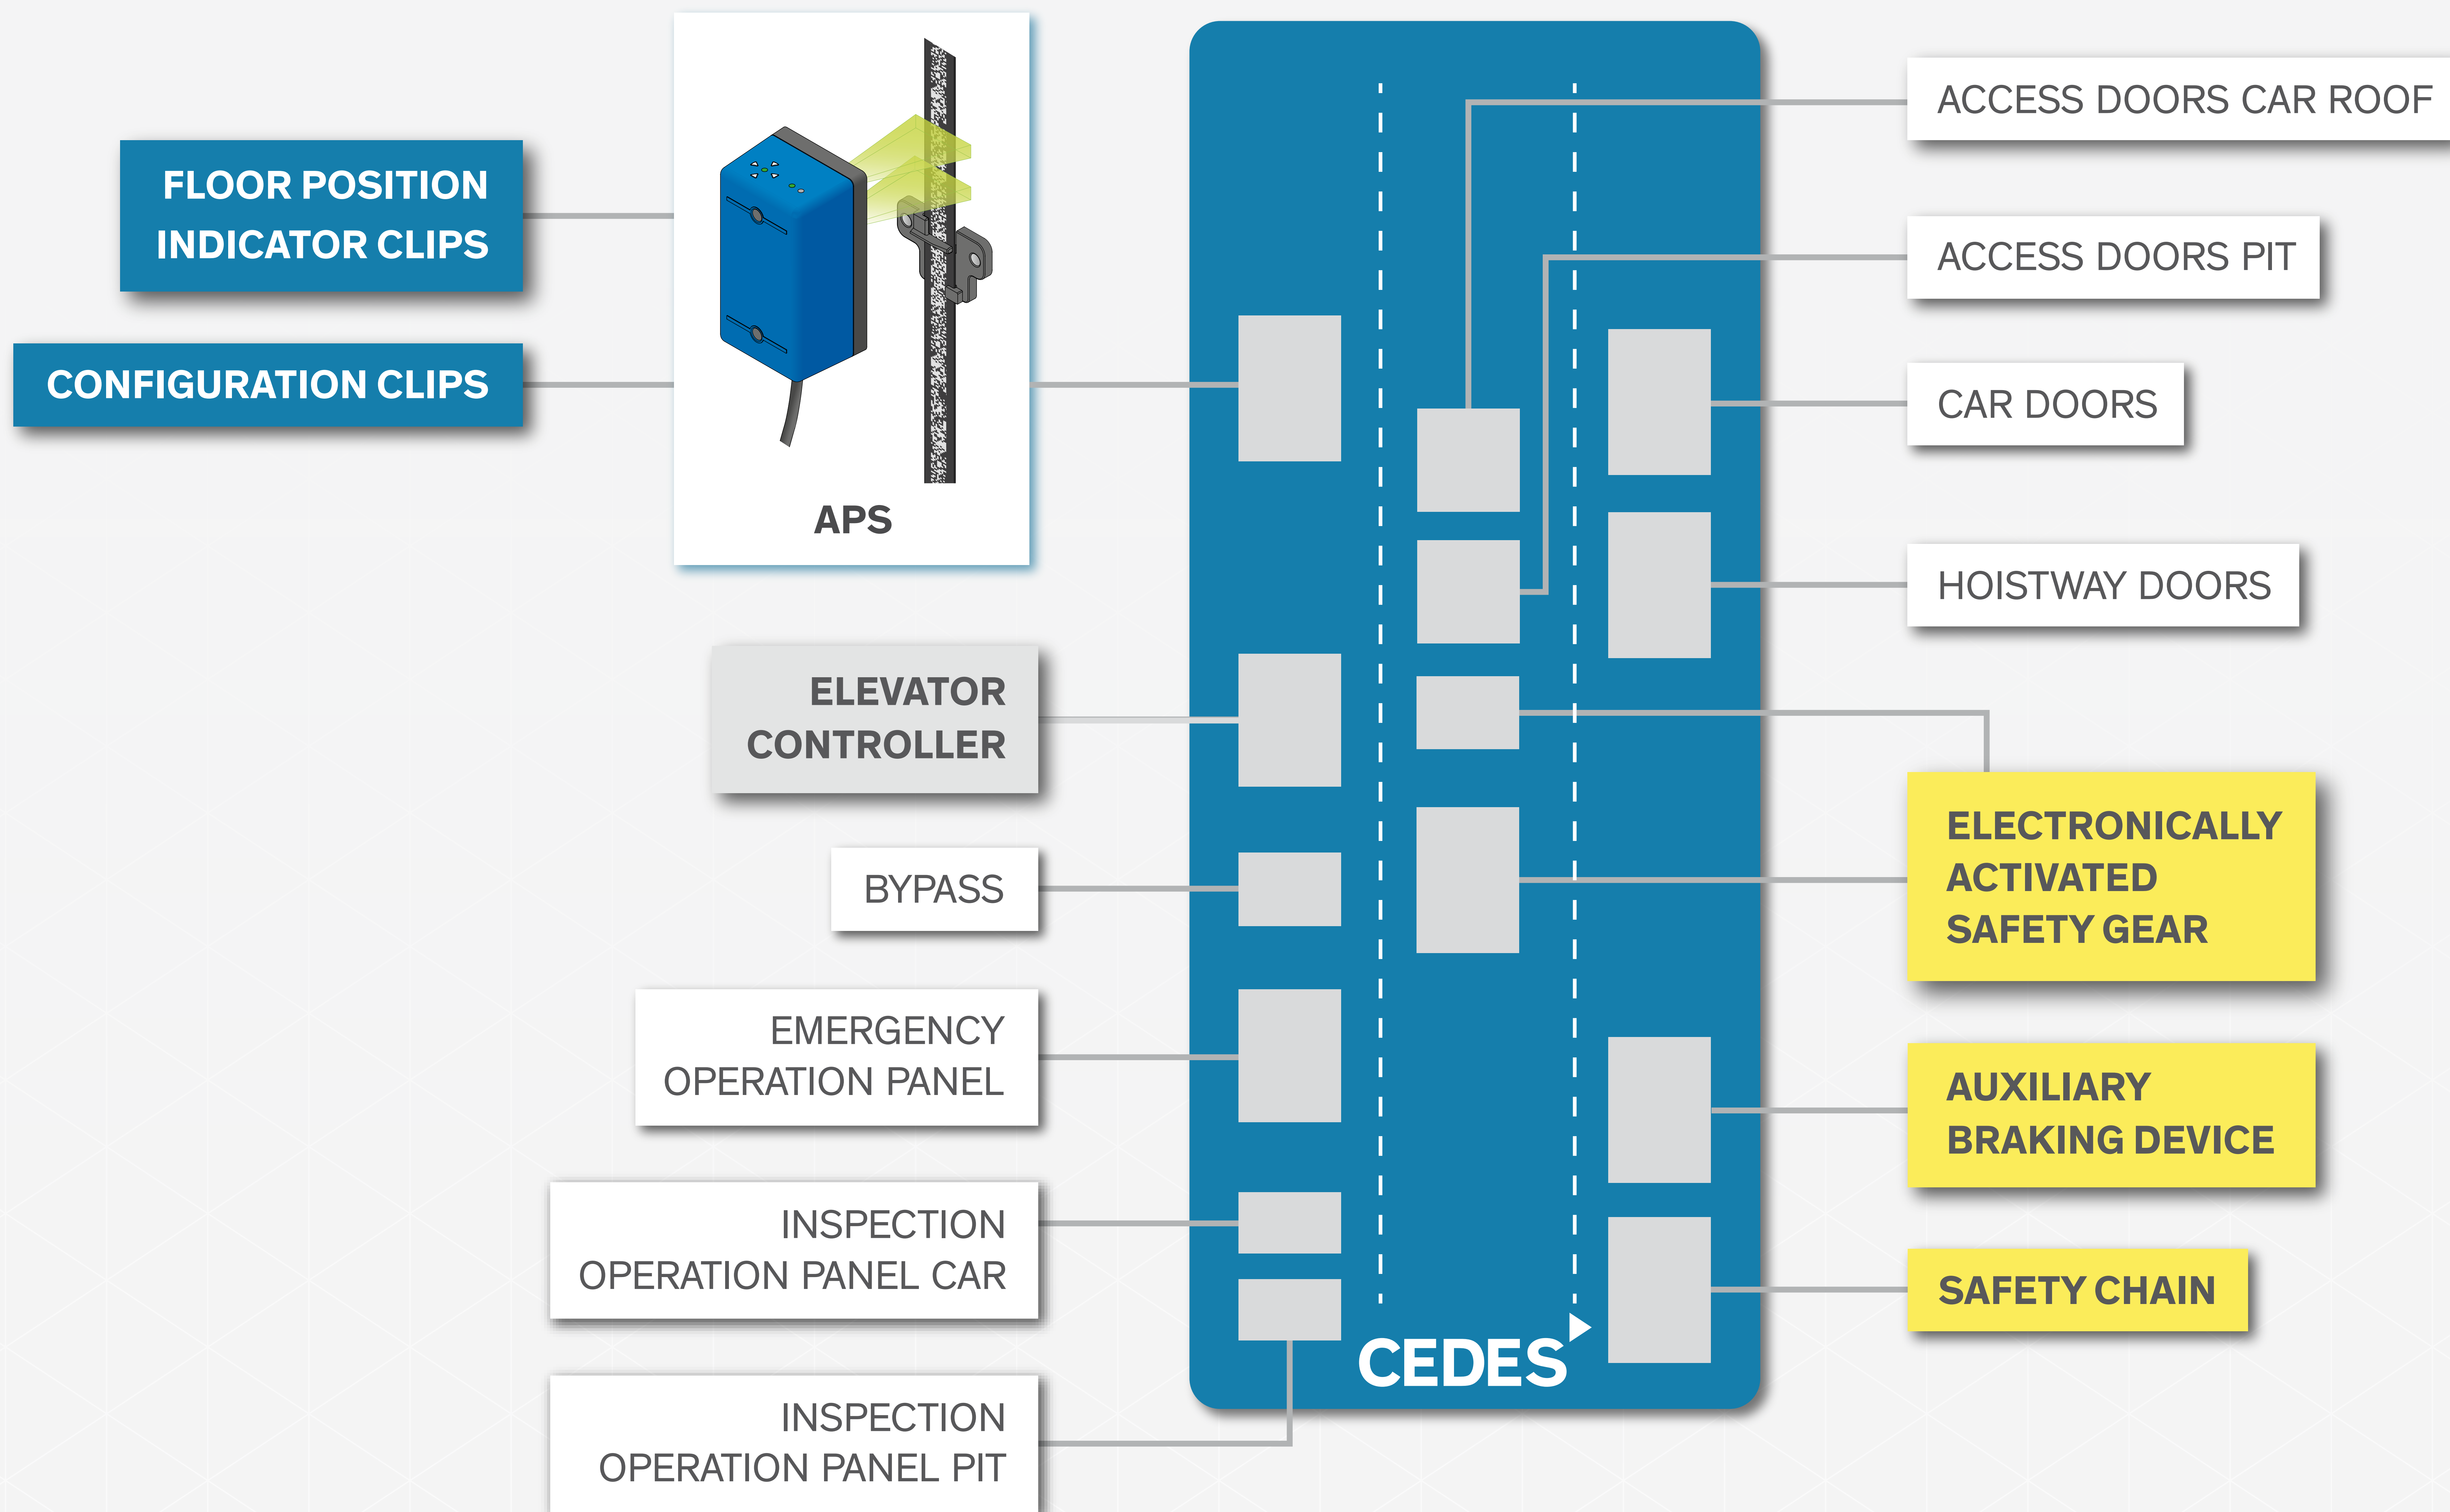 FLOOR POSITION
INDICATOR CLIPS
CONFIGURATION CLIPS
APS
ELEVATOR
CONTROLLER
BYPASS
EMERGENCY
OPERATION PANEL
INSPECTION
OPERATION PANEL CAR
INSPECTION
OPERATION PANEL PIT
CEDES
ACCESS DOORS CAR ROOF
ACCESS DOORS PIT
CAR DOORS
HOISTWAY DOORS
ELECTRONICALLY
ACTIVATED
SAFETY GEAR
AUXILIARY
BRAKING DEVICE
SAFETY CHAIN